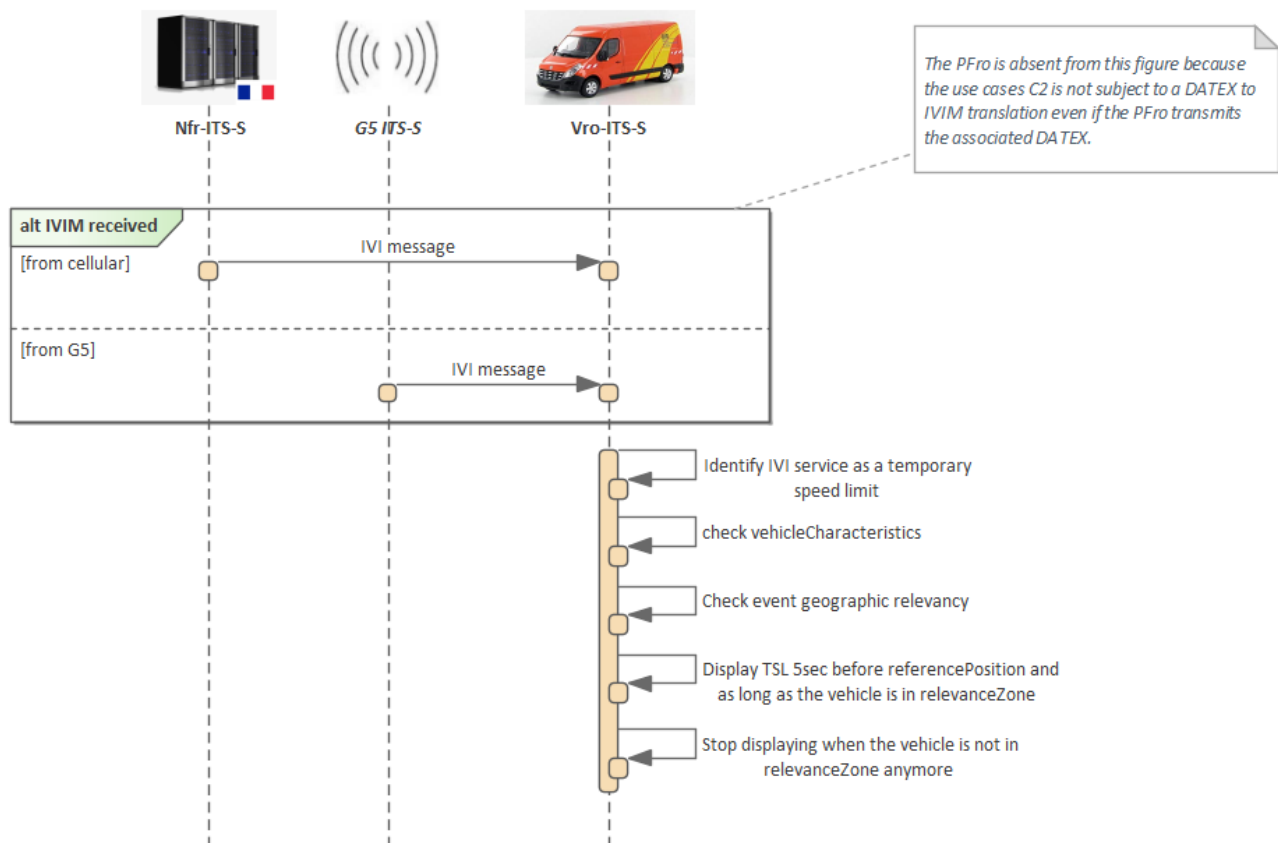 The PFro is absent from this figure because
the use cases C2 is not subject to a DATEX to
IVIM translation even if the PFro transmits
the associated DATEX.
Nfr-ITS-S
G5 ITS-S
Vro-ITS-S
alt IVIM received
[from cellular]
IVI message
[from G5]
IVI message
Identify IVI service as a temporary
speed limit
check vehicleCharacteristics
Check event geographic relevancy
Display TSL 5sec before referencePosition and
as long as the vehicle is in relevanceZone
Stop displaying when the vehicle is not in
relevanceZone anymore